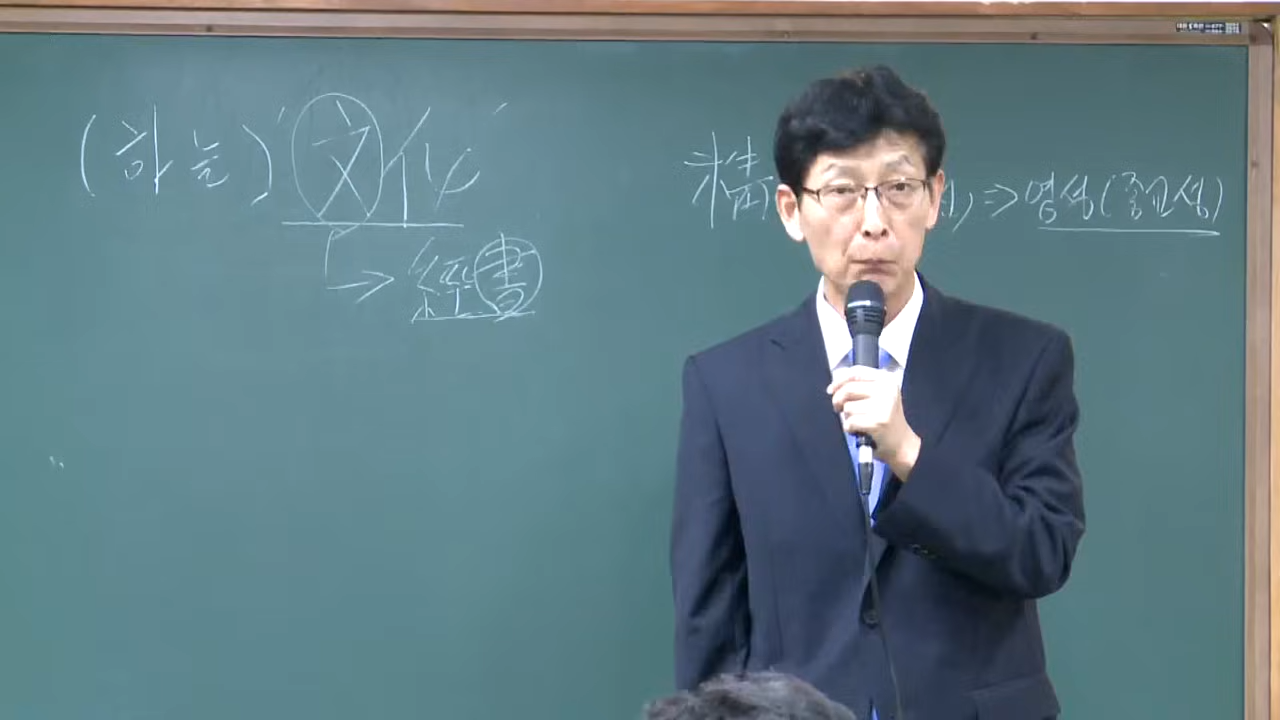 (하늘) '文化'
→ 經書
精 ⇒ 영성(종교성)